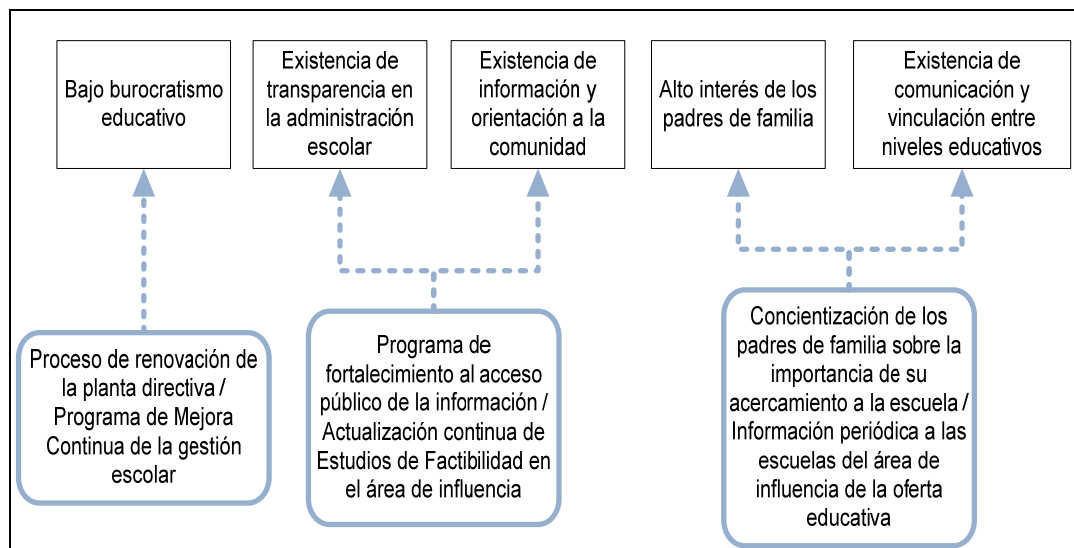 Bajo burocratismo
educativo
Existencia de
transparencia en
la administración
escolar
Existencia de
información y
orientación a la
comunidad
Alto interés de los
padres de familia
Existencia de
comunicación y
vinculación entre
niveles educativos
Proceso de renovación de
la planta directiva /
Programa de Mejora
Continua de la gestión
escolar
Programa de
fortalecimiento al acceso
público de la información /
Actualización continua de
Estudios de Factibilidad en
el área de influencia
Concientización de los
padres de familia sobre la
importancia de su
acercamiento a la escuela /
Información periódica a las
escuelas del área de
influencia de la oferta
educativa